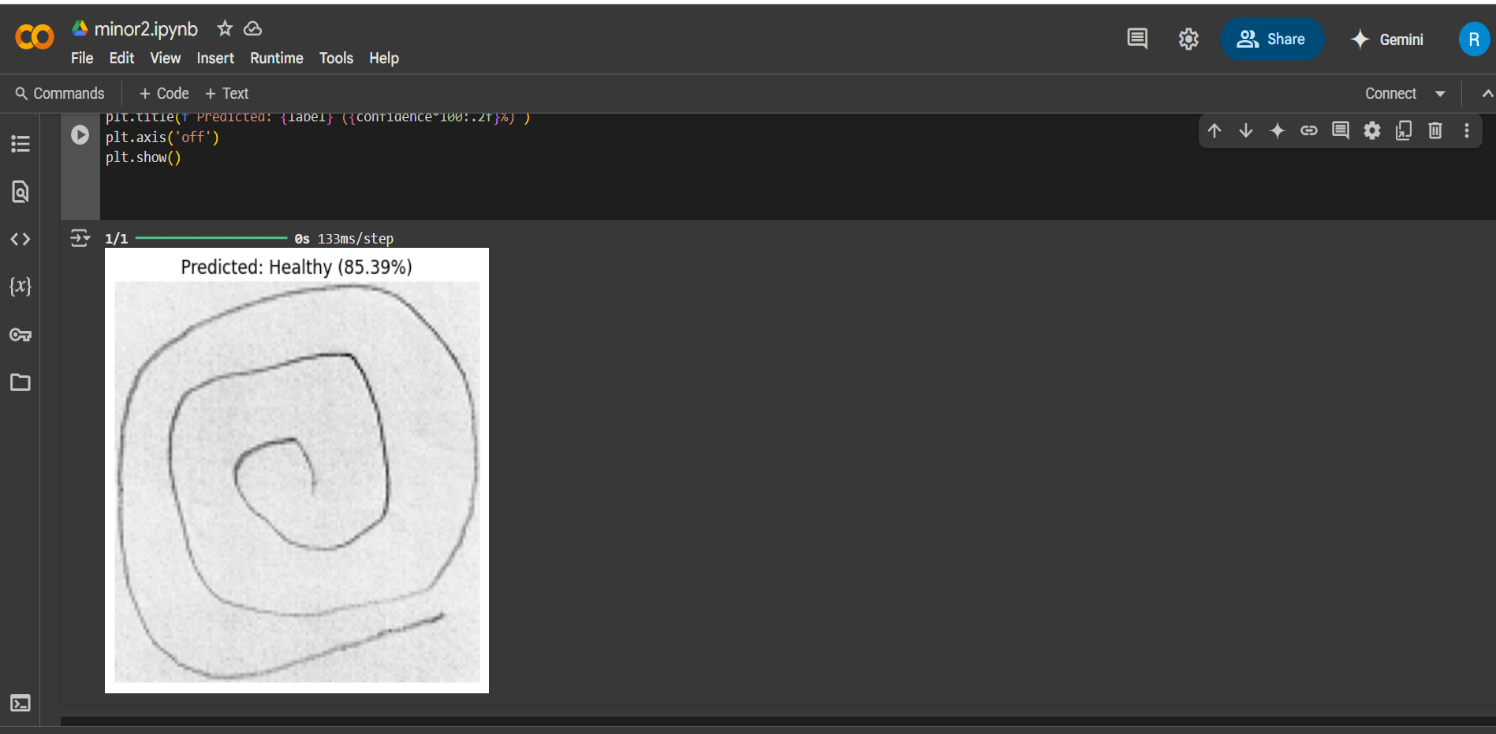 minor2.ipynb
File Edit View Insert Runtime Tools Help
Share
Gemini
R
Commands + Code + Text
Connect
plt.title(f'Predicted: {label} ({confidence*100:.2f}%)')
plt.axis('off')
plt.show()
{x}
1/1 0s 133ms/step
Predicted: Healthy (85.39%)